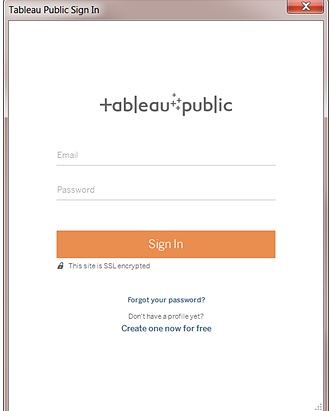 Tableau Public Sign In
tableau public
Email
Password
Sign In
This site is SSL encrypted
Forgot your password?
Don't have a profile yet?
Create one now for free